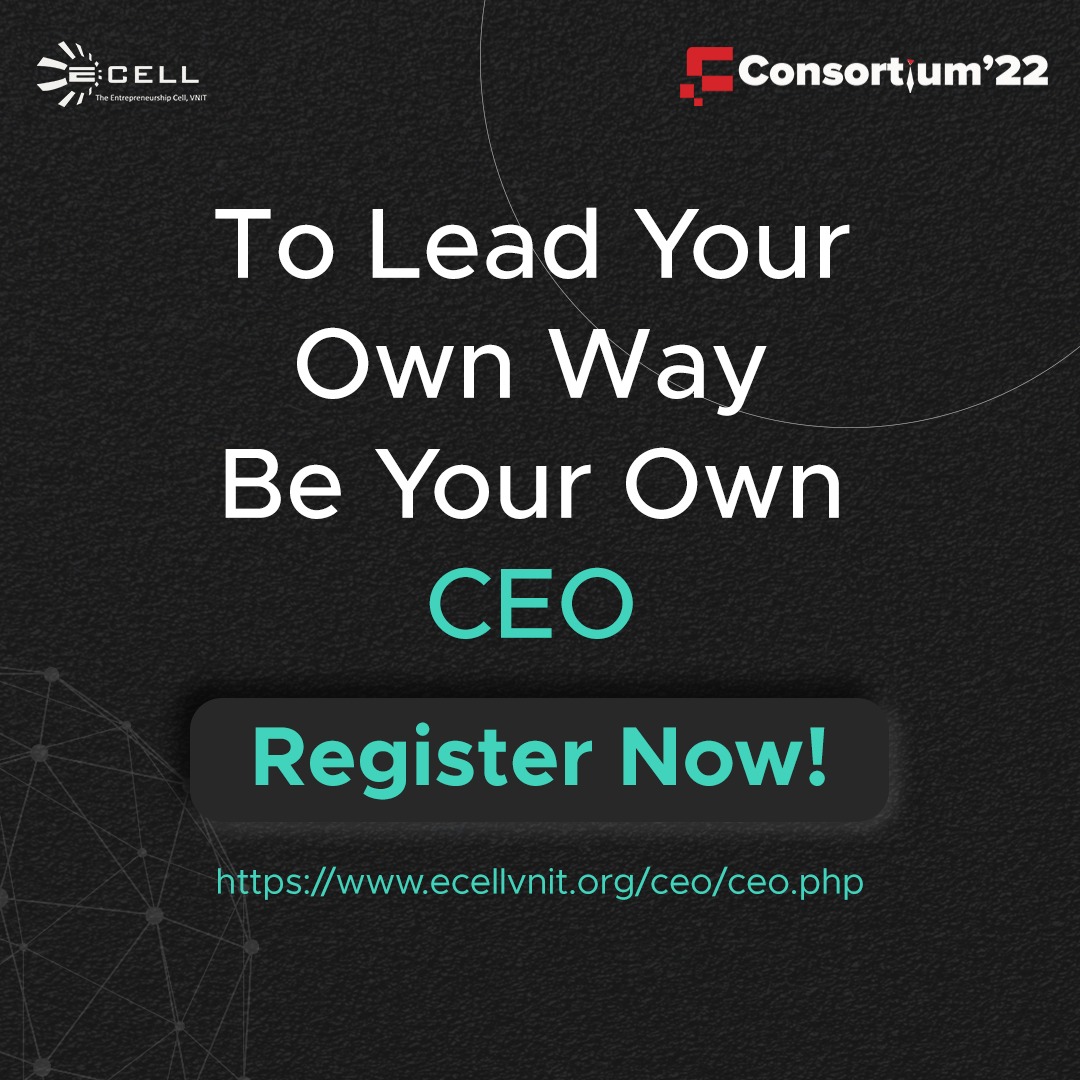 ECELL
The Entrepreneurship Cell, VNIT
Consortium'22
To Lead Your
Own Way
Be Your Own
CEO
Register Now!
https://www.ecellvnit.org/ceo/ceo.php